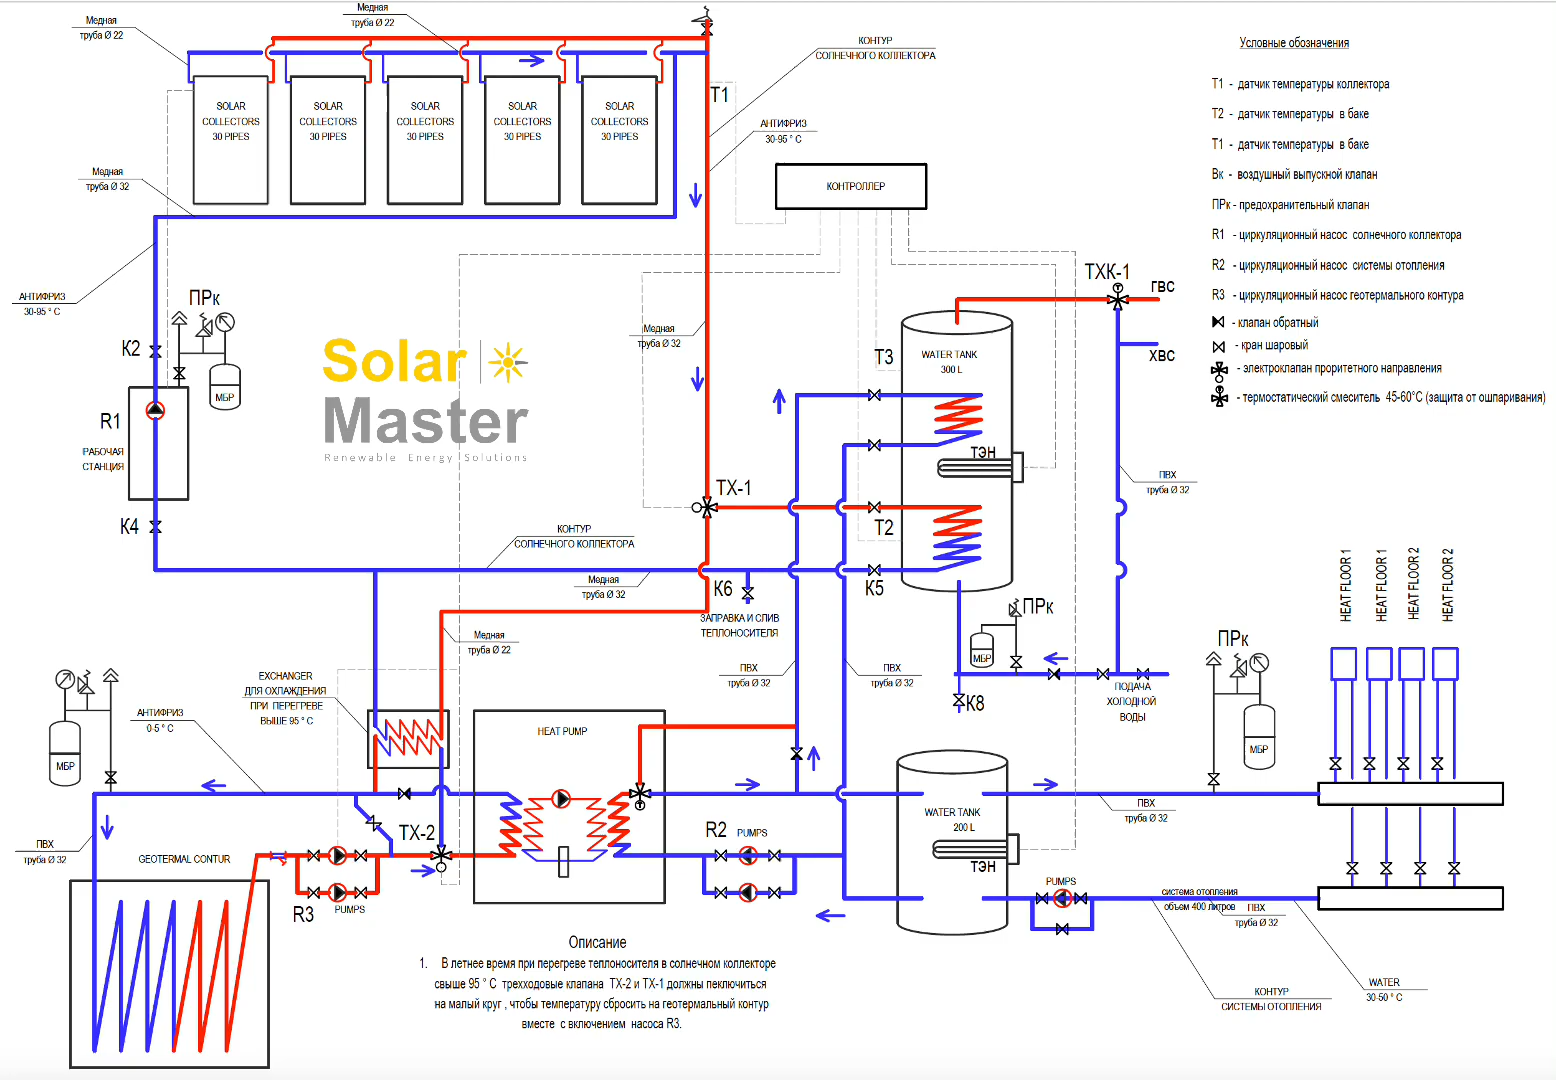 Медная
труба Ø 22
Медная
труба Ø 22
КОНТУР
СОЛНЕЧНОГО КОЛЛЕКТОРА
Условные обозначения
T1 - датчик температуры коллектора
T2 - датчик температуры в баке
T1 - датчик температуры в баке
Вк - воздушный выпускной клапан
ПРк - предохранительный клапан
R1 - циркуляционный насос солнечного коллектора
R2 - циркуляционный насос системы отопления
R3 - циркуляционный насос геотермального контура
- клапан обратный
- кран шаровый
- электроклапан проритетного направления
- термостатический смеситель 45-60°С (защита от ошпаривания)
SOLAR
COLLECTORS
30 PIPES
SOLAR
COLLECTORS
30 PIPES
SOLAR
COLLECTORS
30 PIPES
SOLAR
COLLECTORS
30 PIPES
SOLAR
COLLECTORS
30 PIPES
T1
АНТИФРИЗ
30-95 ° С
Медная
труба Ø 32
КОНТРОЛЛЕР
АНТИФРИЗ
30-95 ° С
ПРк
К2
МБР
R1
РАБОЧАЯ
СТАНЦИЯ
К4
Solar
Master
Renewable Energy Solutions
Медная
труба Ø 32
ТХК-1
ГВС
ХВС
T3
WATER TANK
300 L
ТЭН
ТХ-1
T2
ПВХ
труба Ø 32
КОНТУР
СОЛНЕЧНОГО КОЛЛЕКТОРА
Медная
труба Ø 32
К6
К5
ЗАПРАВКА И СЛИВ
ТЕПЛОНОСИТЕЛЯ
Медная
труба Ø 22
ПРк
МБР
К8
ПОДАЧА
ХОЛОДНОЙ
ВОДЫ
HEAT FLOOR 1
HEAT FLOOR 1
HEAT FLOOR 2
HEAT FLOOR 2
ПРк
МБР
EXCHANGER
ДЛЯ ОХЛАЖДЕНИЯ
ПРИ ПЕРЕГРЕВЕ
ВЫШЕ 95 ° С
ПВХ
труба Ø 32
ПВХ
труба Ø 32
АНТИФРИЗ
0-5 ° С
МБР
HEAT PUMP
ПВХ
труба Ø 32
GEOTERMAL CONTUR
ТХ-2
R2
PUMPS
WATER TANK
200 L
ТЭН
ПВХ
труба Ø 32
R3
PUMPS
PUMPS
система отопления
объем 400 литров
ПВХ
труба Ø 32
WATER
30-50 ° С
КОНТУР
СИСТЕМЫ ОТОПЛЕНИЯ
Описание
1. В летнее время при перегреве теплоносителя в солнечном коллекторе
свыше 95 ° С трехходовые клапана ТХ-2 и ТХ-1 должны пеключиться
на малый круг , чтобы температуру сбросить на геотермальный контур
вместе с включением насоса R3.